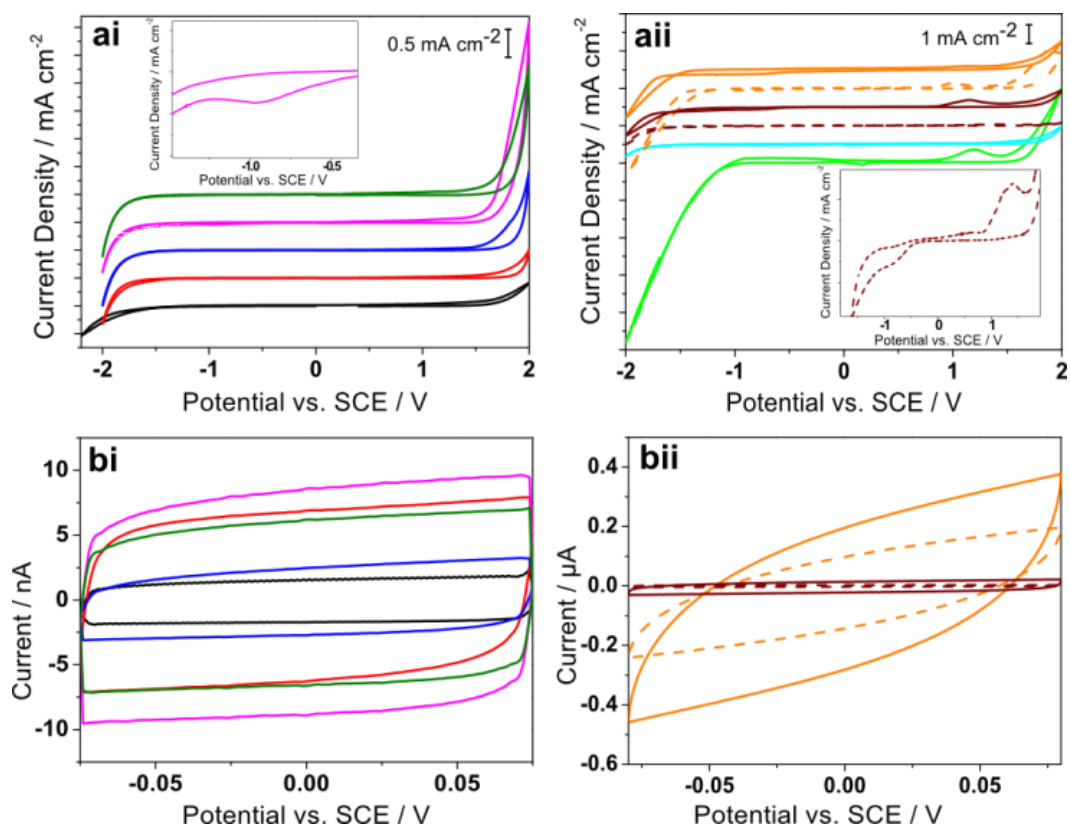 ai
0.5 mA cm-2
Current Density / mA cm-2
Current Density / mA cm-2
-1.0 -0.5
Potential vs. SCE / V
-2 -1 0 1 2
Potential vs. SCE / V
aii
1 mA cm-2
Current Density / mA cm-2
Current Density / mA cm-2
-1 0 1
Potential vs. SCE / V
-2 -1 0 1 2
Potential vs. SCE / V
bi
Current / nA
10
5
0
-5
-10
-0.05 0.00 0.05
Potential vs. SCE / V
bii
Current / µA
0.4
0.2
0.0
-0.2
-0.4
-0.6
-0.05 0.00 0.05
Potential vs. SCE / V